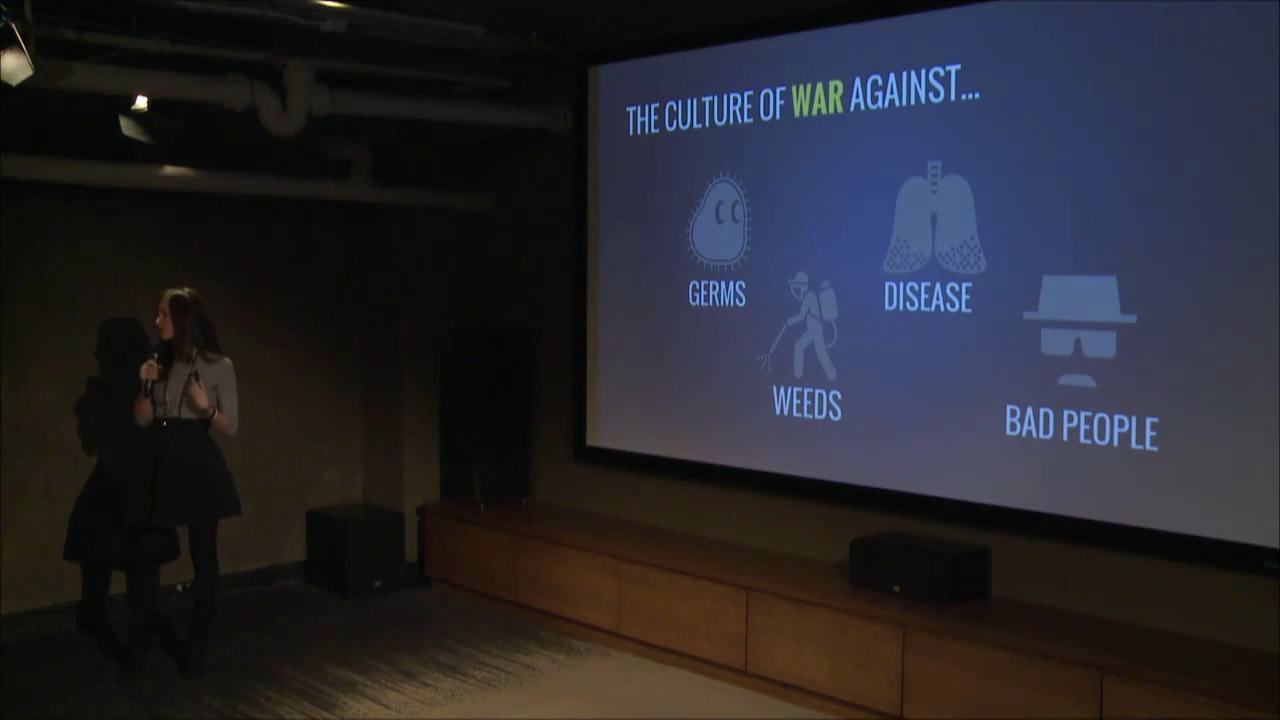 THE CULTURE OF WAR AGAINST...
GERMS
DISEASE
WEEDS
BAD PEOPLE